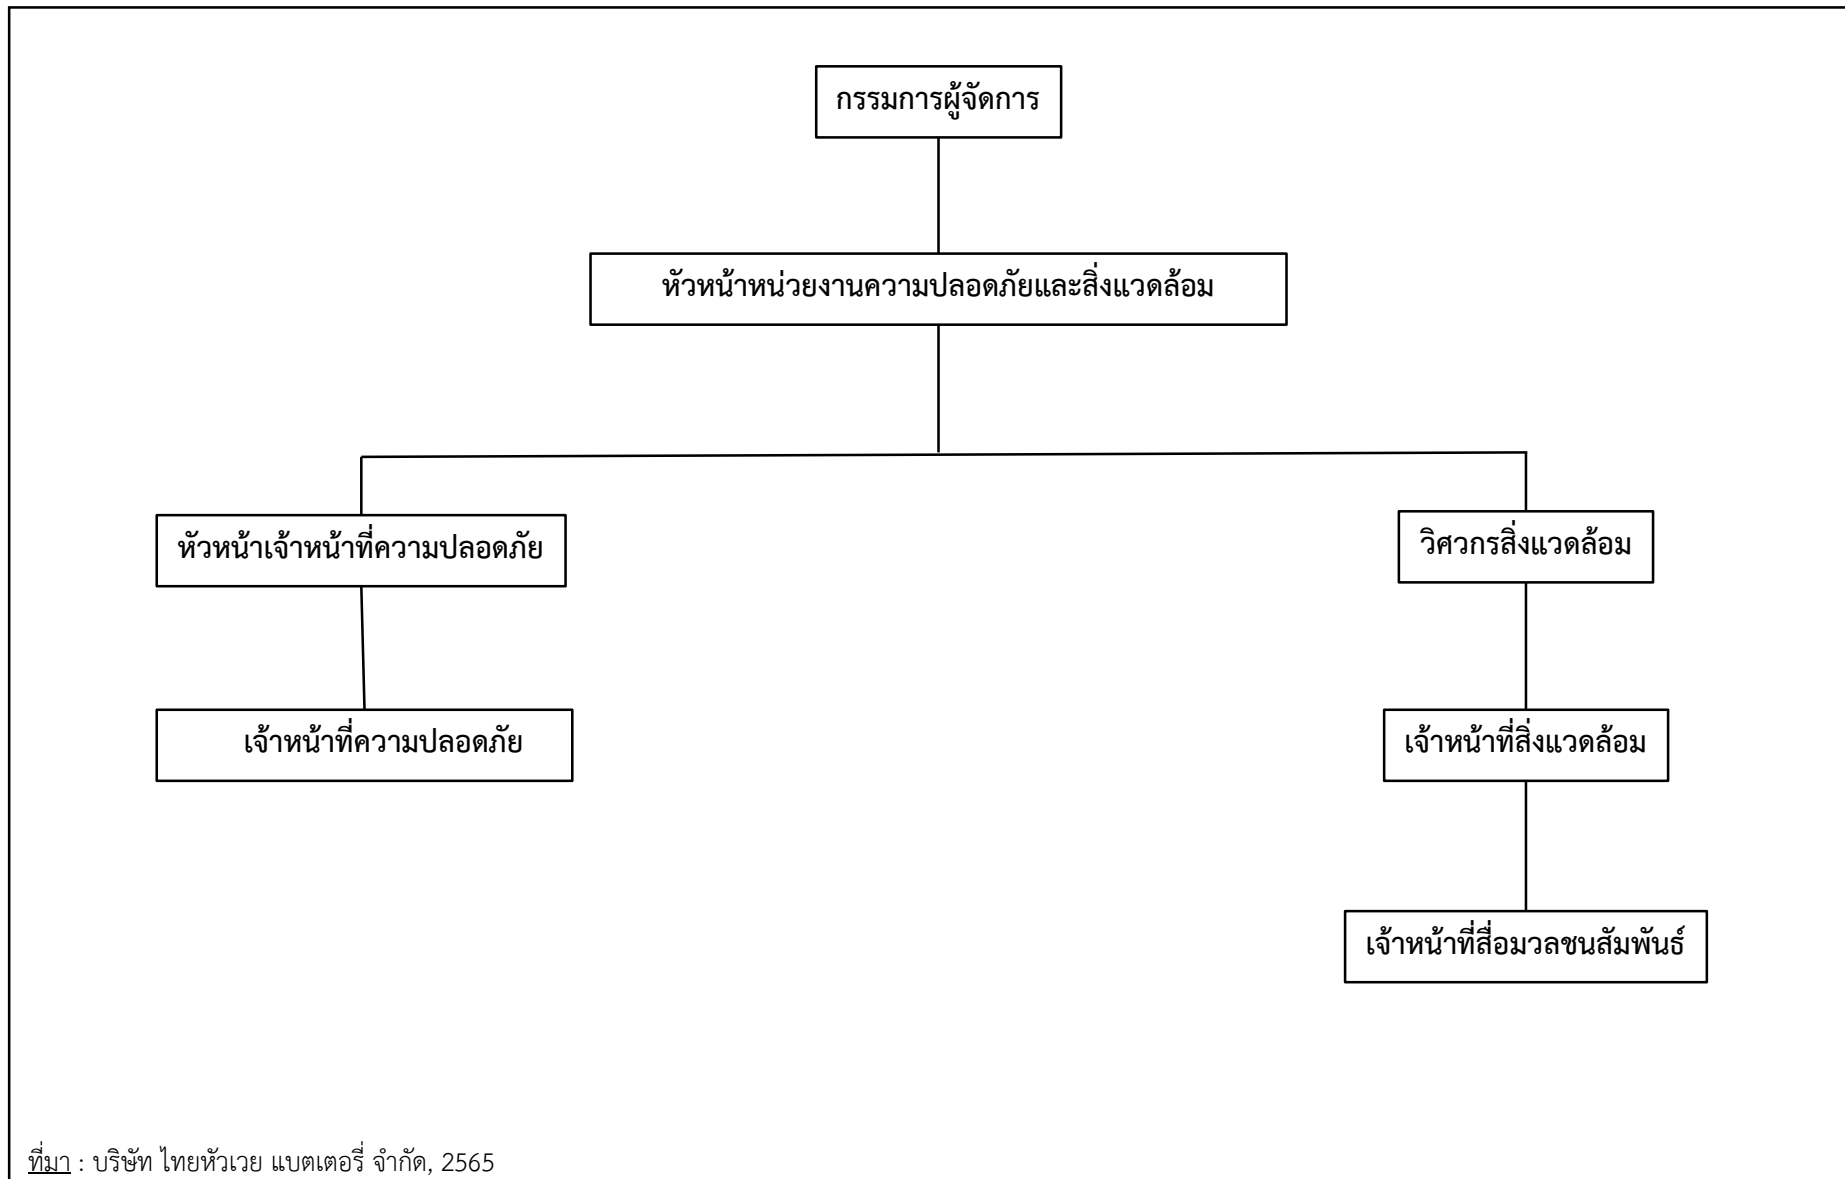 กรรมการผู้จัดการ
หัวหน้าหน่วยงานความปลอดภัยและสิ่งแวดล้อม
หัวหน้าเจ้าหน้าที่ความปลอดภัย
วิศวกรสิ่งแวดล้อม
เจ้าหน้าที่ความปลอดภัย
เจ้าหน้าที่สิ่งแวดล้อม
เจ้าหน้าที่สื่อมวลชนสัมพันธ์
ที่มา : บริษัท ไทยหัวเวย แบตเตอรี่ จำกัด, 2565